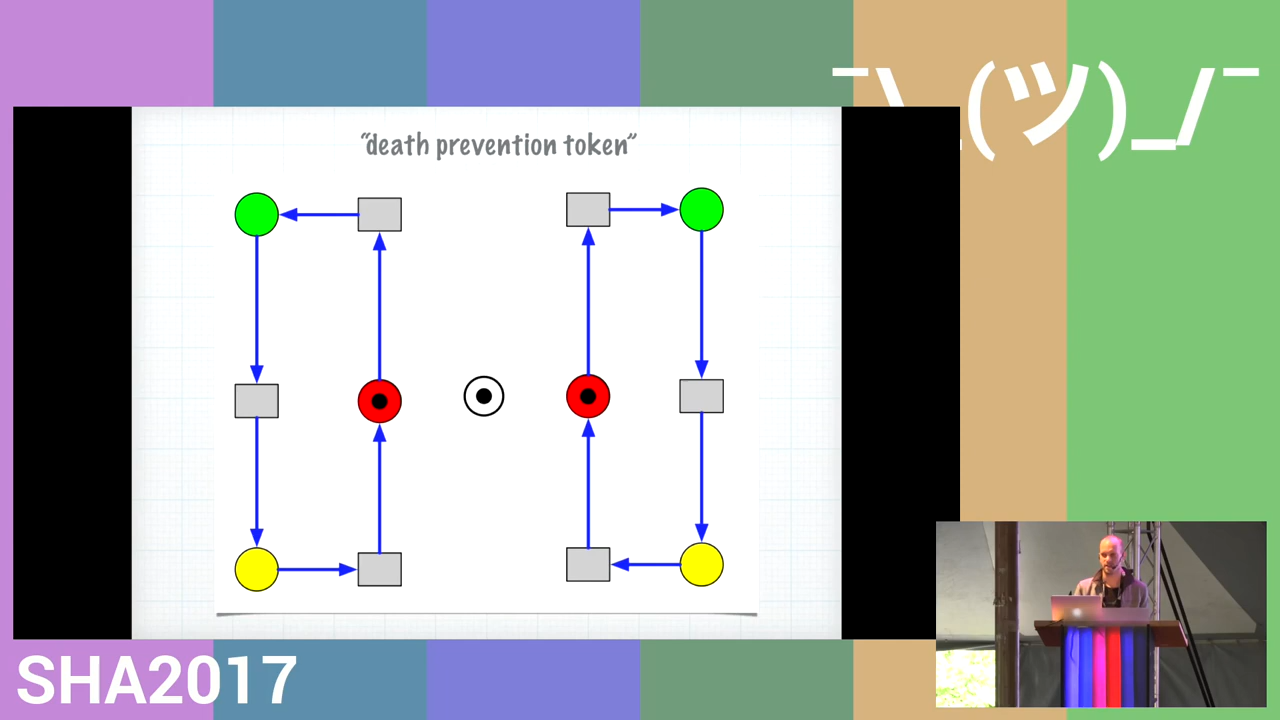 ¯\_(ツ)_/¯
“death prevention token”
SHA2017